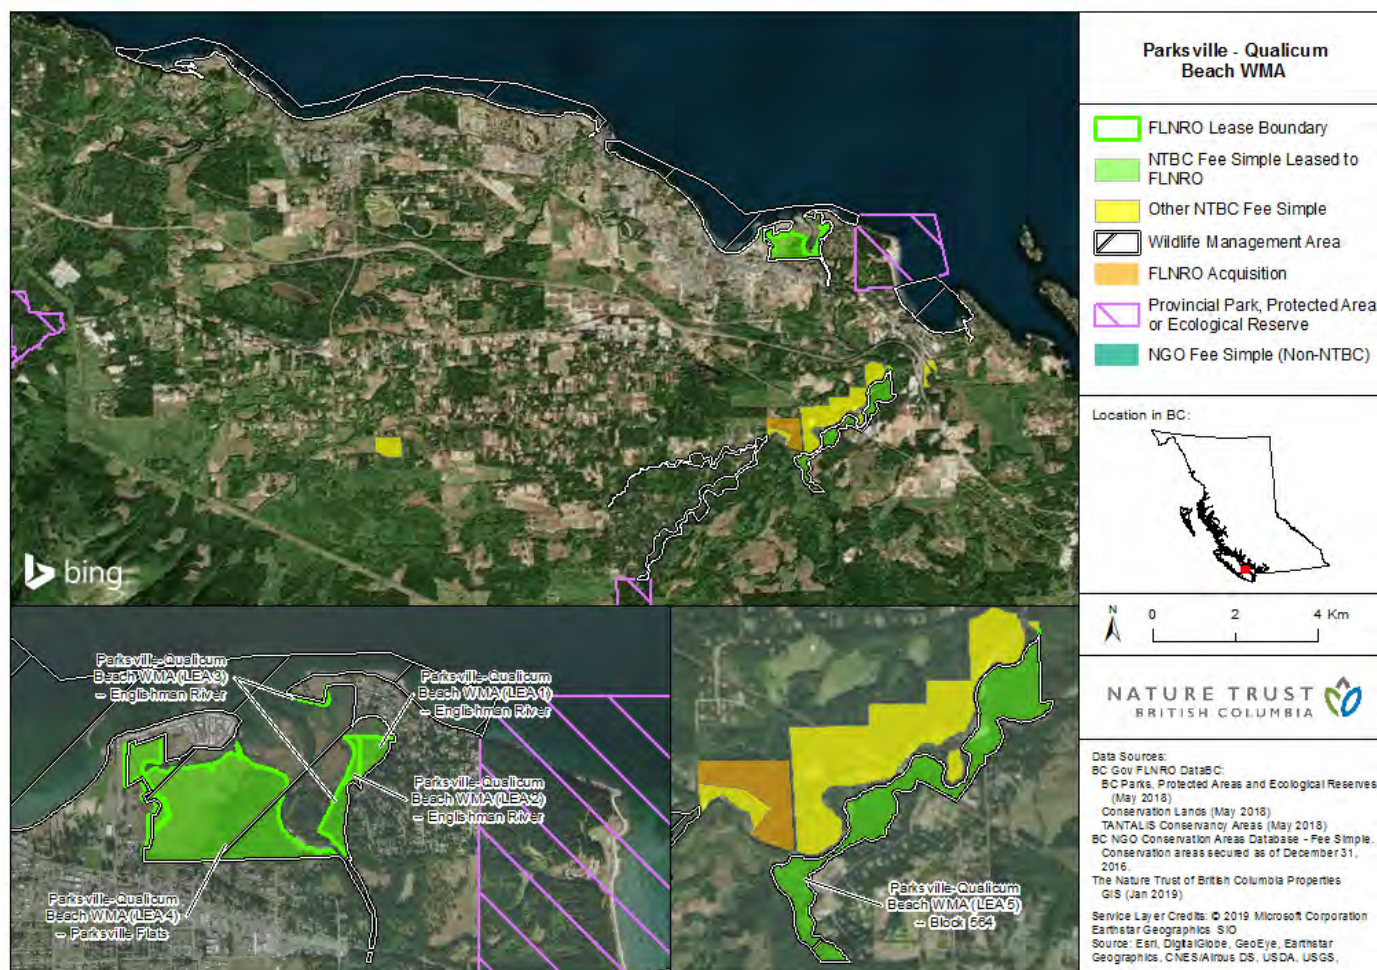 Parksville - Qualicum
Beach WMA
FLNRO Lease Boundary
NTBC Fee Simple Leased to
FLNRO
Other NTBC Fee Simple
Wildlife Management Area
FLNRO Acquisition
Provincial Park, Protected Area
or Ecological Reserve
NGO Fee Simple (Non-NTBC)
Location in BC:
N
0 2 4 Km
NATURE TRUST
BRITISH COLUMBIA
Data Sources:
BC Gov FLNRO DataBC:
BC Parks, Protected Areas and Ecological Reserves
(May 2018)
Conservation Lands (May 2018)
TANTALIS Conservancy Areas (May 2018)
BC NGO Conservation Areas Database - Fee Simple.
Conservation areas secured as of December 31,
2016.
The Nature Trust of British Columbia Properties
GIS (Jan 2019)
Service Layer Credits: © 2019 Microsoft Corporation
Earthstar Geographics SIO
Source: Esri, DigitalGlobe, GeoEye, Earthstar
Geographics, CNES/Airbus DS, USDA, USGS,
bing
Parksville-Qualicum
Beach WMA (LEA 3)
-- Englishman River
Parksville-Qualicum
Beach WMA (LEA 1)
-- Englishman River
Parksville-Qualicum
Beach WMA (LEA 2)
-- Englishman River
Parksville-Qualicum
Beach WMA (LEA 4)
-- Parksville Flats
Parksville-Qualicum
Beach WMA (LEA 5)
-- Block 564